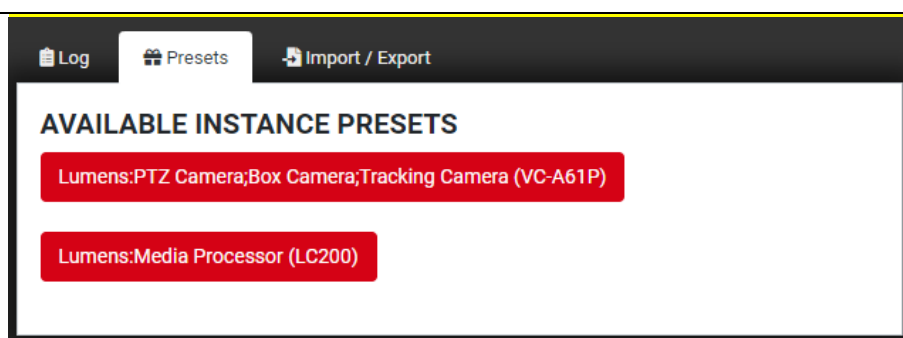 Log Presets Import / Export
AVAILABLE INSTANCE PRESETS
Lumens:PTZ Camera;Box Camera;Tracking Camera (VC-A61P)
Lumens:Media Processor (LC200)